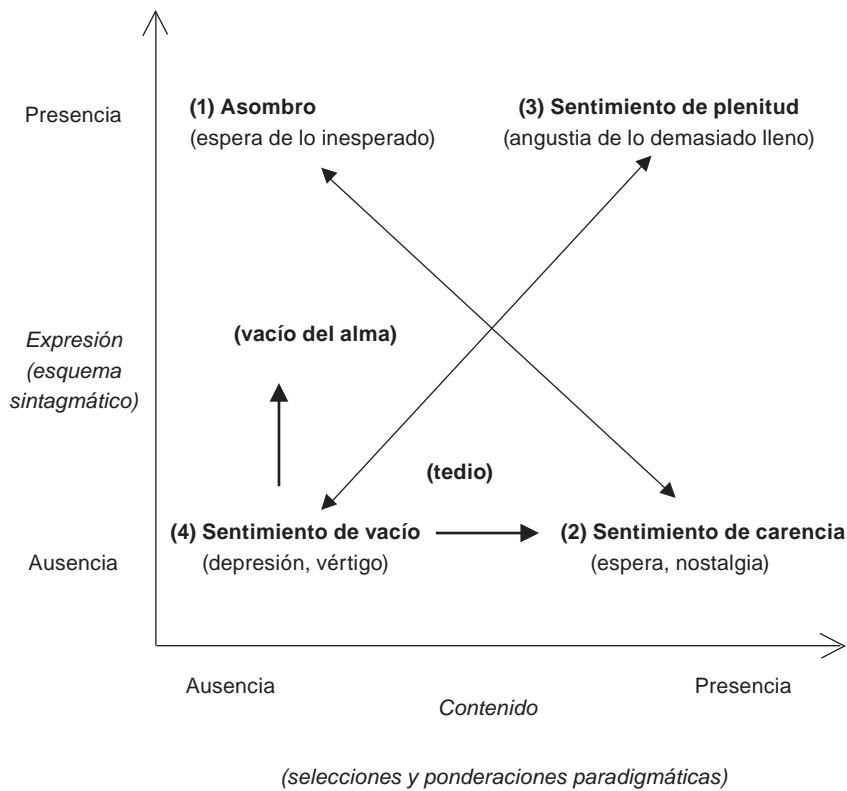 Presencia
(1) Asombro
(espera de lo inesperado)
(3) Sentimiento de plenitud
(angustia de lo demasiado lleno)
Expresión
(esquema
sintagmático)
(vacío del alma)
(tedio)
Ausencia
(4) Sentimiento de vacío
(depresión, vértigo)
(2) Sentimiento de carencia
(espera, nostalgia)
Ausencia
Presencia
Contenido
(selecciones y ponderaciones paradigmáticas)